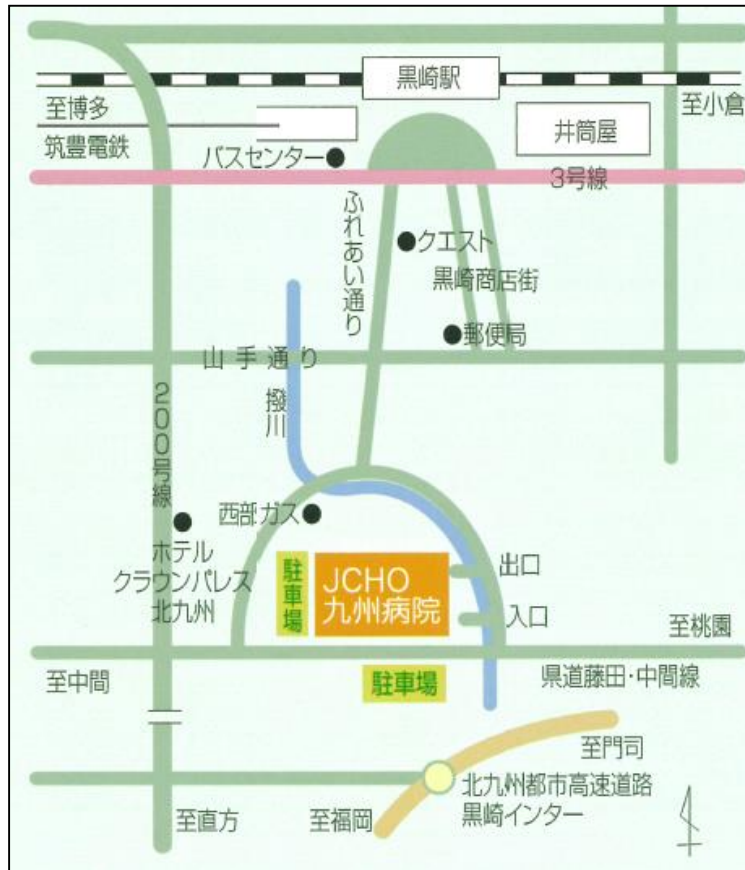 黒崎駅
至博多
至小倉
井筒屋
筑豊電鉄
バスセンター
3号線
ふれあい通り
クエスト
黒崎商店街
郵便局
山手通り
撥川
200号線
西部ガス
ホテル
クラウンパレス
北九州
駐車場
JCHO
九州病院
出口
入口
至桃園
至中間
駐車場
県道藤田・中間線
至門司
北九州都市高速道路
黒崎インター
至直方
至福岡